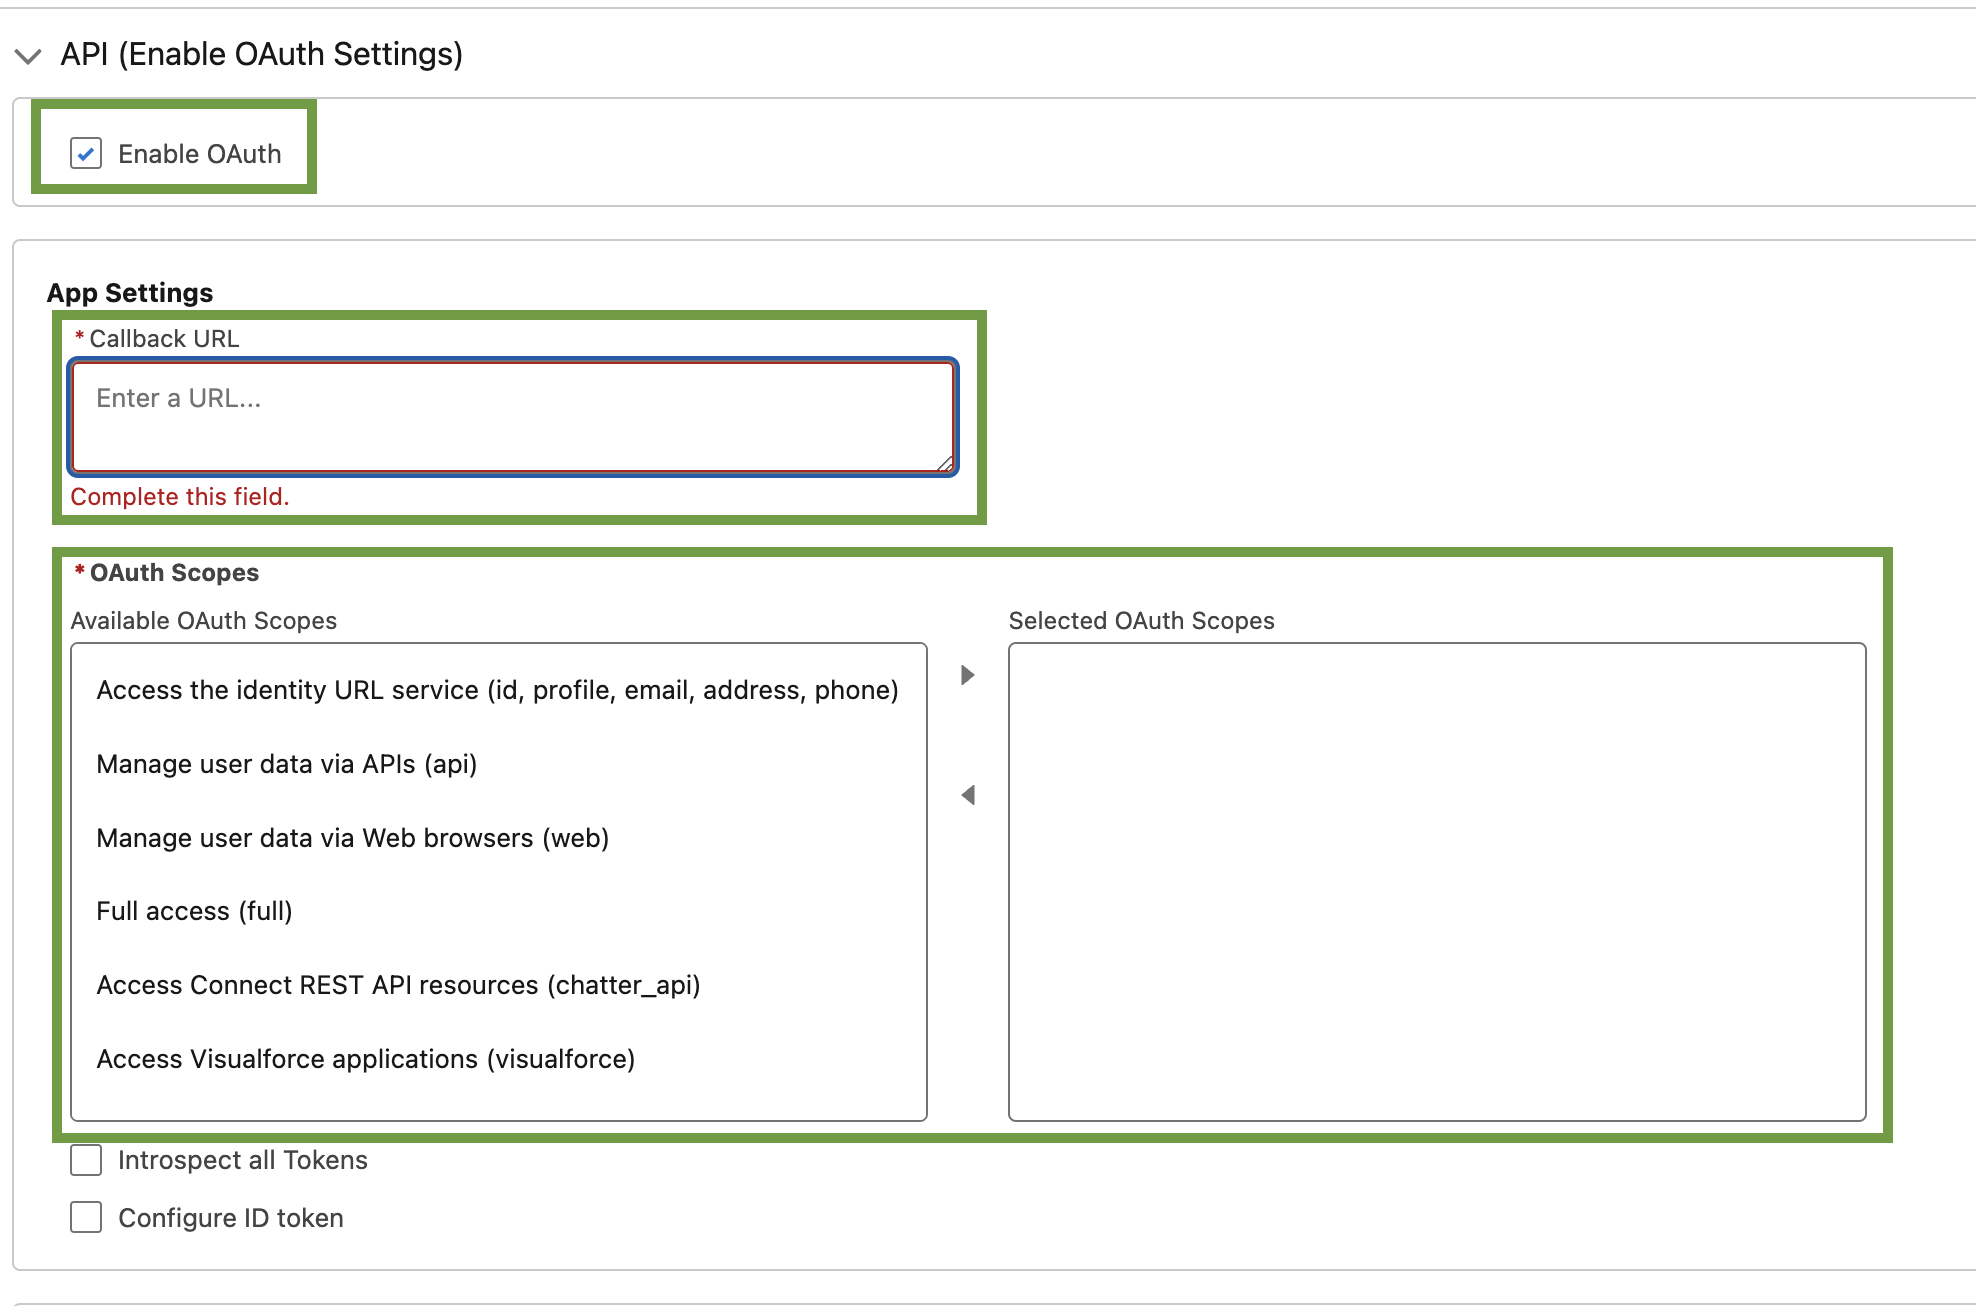 API (Enable OAuth Settings)
Enable OAuth
App Settings
* Callback URL
Enter a URL...
Complete this field.
* OAuth Scopes
Available OAuth Scopes
Selected OAuth Scopes
Access the identity URL service (id, profile, email, address, phone)
Manage user data via APIs (api)
Manage user data via Web browsers (web)
Full access (full)
Access Connect REST API resources (chatter_api)
Access Visualforce applications (visualforce)
Introspect all Tokens
Configure ID token